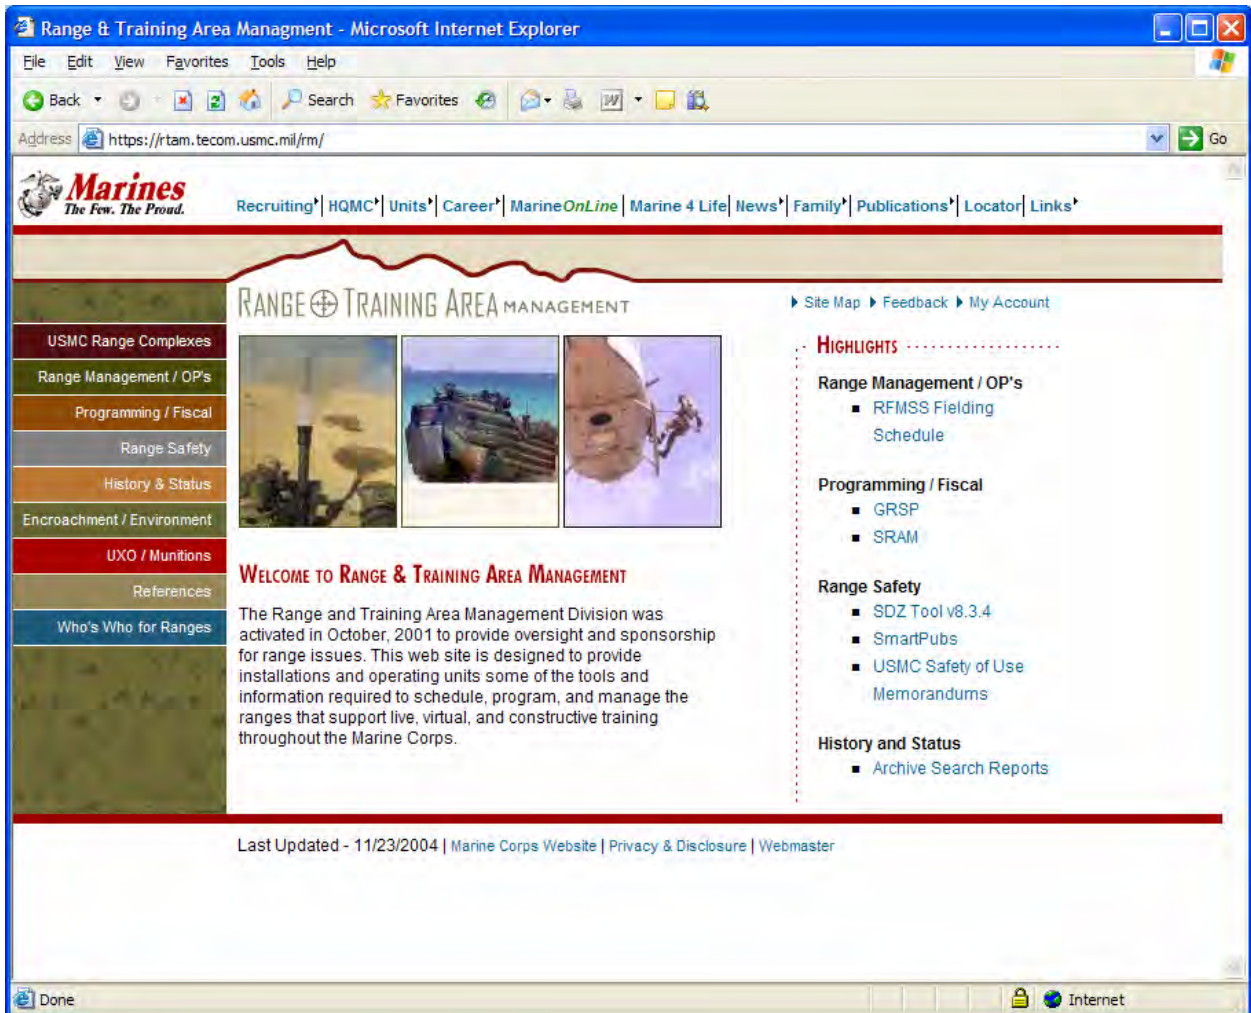 Range & Training Area Managment - Microsoft Internet Explorer
File Edit View Favorites Tools Help
Back Search Favorites
Address https://rtam.tecom.usmc.mil/rm/ Go
Marines
The Few. The Proud.
Recruiting HQMC Units Career MarineOnLine Marine 4 Life News Family Publications Locator Links
RANGE TRAINING AREA MANAGEMENT
Site Map Feedback My Account
USMC Range Complexes
Range Management / OP's
Programming / Fiscal
Range Safety
History & Status
Encroachment / Environment
UXO / Munitions
References
Who's Who for Ranges
WELCOME TO RANGE & TRAINING AREA MANAGEMENT
The Range and Training Area Management Division was
activated in October, 2001 to provide oversight and sponsorship
for range issues. This web site is designed to provide
installations and operating units some of the tools and
information required to schedule, program, and manage the
ranges that support live, virtual, and constructive training
throughout the Marine Corps.
HIGHLIGHTS
Range Management / OP's
RFMSS Fielding
Schedule
Programming / Fiscal
GRSP
SRAM
Range Safety
SDZ Tool v8.3.4
SmartPubs
USMC Safety of Use
Memorandums
History and Status
Archive Search Reports
Last Updated - 11/23/2004 | Marine Corps Website | Privacy & Disclosure | Webmaster
Done Internet